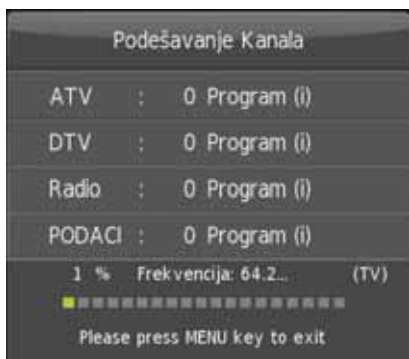 Podešavanje Kanala
ATV : 0 Program (i)
DTV : 0 Program (i)
Radio : 0 Program (i)
PODACI : 0 Program (i)
1 % Frekvencija: 64.2... (TV)
Please press MENU key to exit